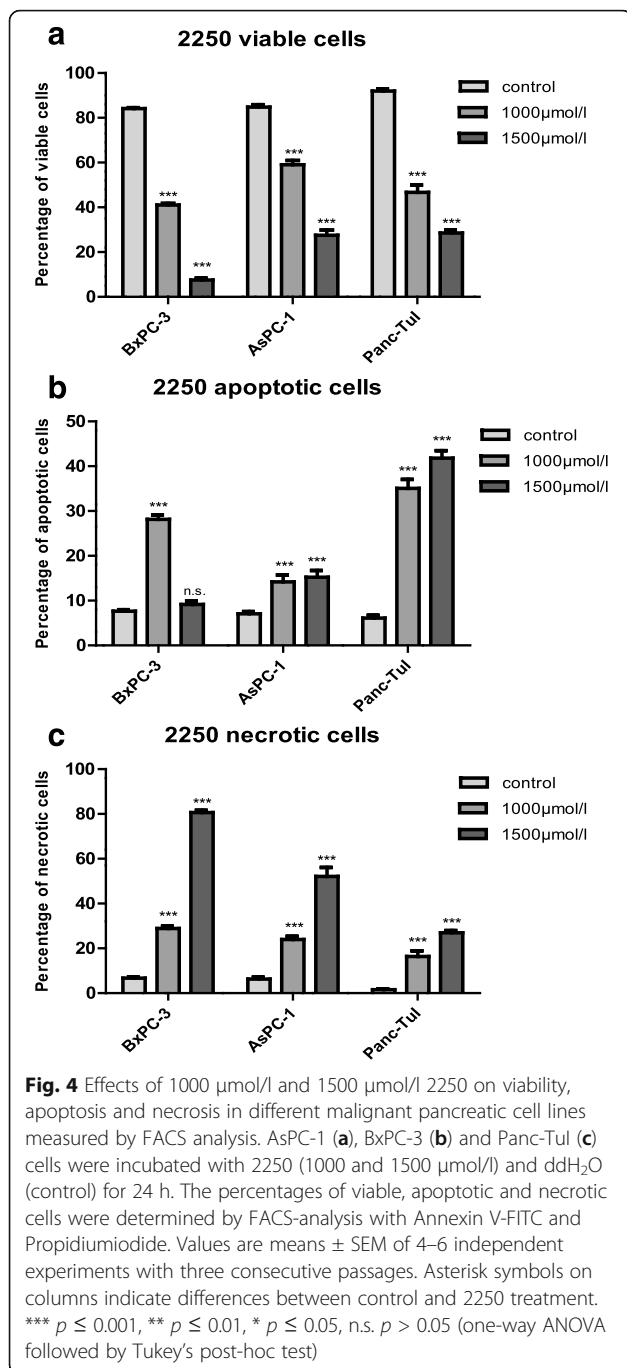 a
2250 viable cells
Percentage of viable cells
100
80
60
40
20
0
***
***
***
***
***
***
BxPC-3
AsPC-1
Panc-TuI
control
1000µmol/l
1500µmol/l
b
2250 apoptotic cells
Percentage of apoptotic cells
50
40
30
20
10
0
***
n.s.
***
***
***
***
BxPC-3
AsPC-1
Panc-TuI
control
1000µmol/l
1500µmol/l
c
2250 necrotic cells
Percentage of necrotic cells
100
80
60
40
20
0
***
***
***
***
***
***
BxPC-3
AsPC-1
Panc-TuI
control
1000µmol/l
1500µmol/l
Fig. 4 Effects of 1000 μmol/l and 1500 μmol/l 2250 on viability,
apoptosis and necrosis in different malignant pancreatic cell lines
measured by FACS analysis. AsPC-1 (a), BxPC-3 (b) and Panc-TuI (c)
cells were incubated with 2250 (1000 and 1500 μmol/l) and ddH₂O
(control) for 24 h. The percentages of viable, apoptotic and necrotic
cells were determined by FACS-analysis with Annexin V-FITC and
Propidiumiodide. Values are means ± SEM of 4–6 independent
experiments with three consecutive passages. Asterisk symbols on
columns indicate differences between control and 2250 treatment.
*** p ≤ 0.001, ** p ≤ 0.01, * p ≤ 0.05, n.s. p > 0.05 (one-way ANOVA
followed by Tukey's post-hoc test)